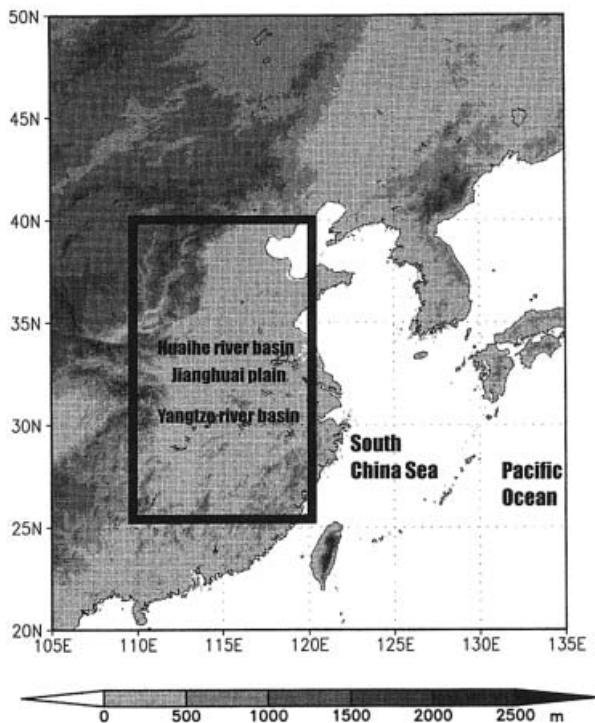 50N
45N
40N
35N
Huaihe river basin
Jianghuai plain
Yangtze river basin
30N
South
China Sea
Pacific
Ocean
25N
20N
105E 110E 115E 120E 125E 130E 135E
0 500 1000 1500 2000 2500 m